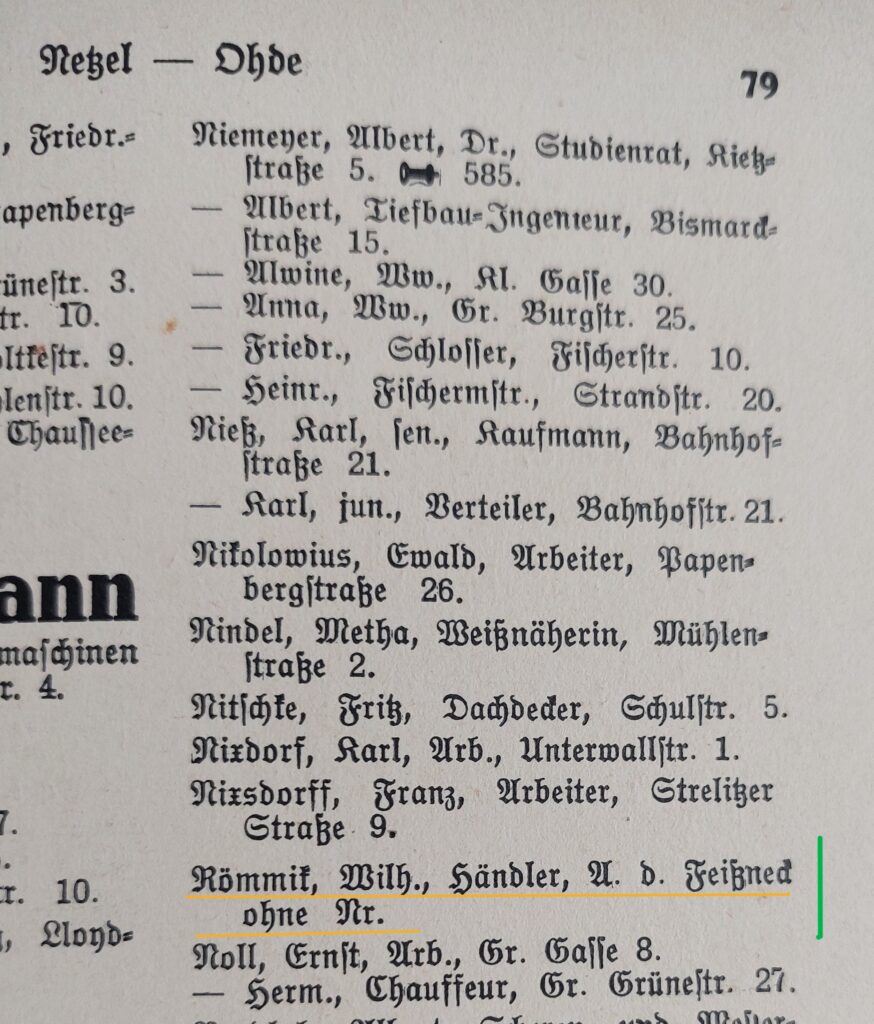 Netzel — Ohde
79
, Friedr.-
apenberg-
üneſtr. 3.
tr. 10.
oltkeſtr. 9.
lenſtr. 10.
Chauſſee-
ann
maſchinen
r. 4.
7.
tr. 10.
, Lloyd-
Niemeyer, Albert, Dr., Studienrat, Kietz-
ſtraße 5. 585.
— Albert, Tiefbau-Ingenieur, Bismarck-
ſtraße 15.
— Alwine, Ww., Kl. Gaſſe 30.
— Anna, Ww., Gr. Burgſtr. 25.
— Friedr., Schloſſer, Fiſcherſtr. 10.
— Heinr., Fiſchermſtr., Strandſtr. 20.
Nieß, Karl, ſen., Kaufmann, Bahnhof-
ſtraße 21.
— Karl, jun., Verteiler, Bahnhofſtr. 21.
Nikolowius, Ewald, Arbeiter, Papen-
bergſtraße 26.
Nindel, Metha, Weißnäherin, Mühlen-
ſtraße 2.
Nitſchke, Fritz, Dachdecker, Schulſtr. 5.
Nixdorf, Karl, Arb., Unterwallſtr. 1.
Nixsdorff, Franz, Arbeiter, Strelitzer
Straße 9.
Nömmik, Wilh., Händler, A. d. Feißneck
ohne Nr.
Noll, Ernſt, Arb., Gr. Gaſſe 8.
— Herm., Chauffeur, Gr. Grüneſtr. 27.